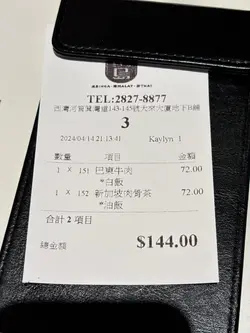 TEL:2827-8877
3
2024/04/14 21:13:41 Kaylyn 1
數量 項目 金額
1 × 151 巴東牛肉 72.00
*白飯
1 × 152 新加坡肉骨茶 72.00
*油飯
合計 2 項目
總金額 $144.00